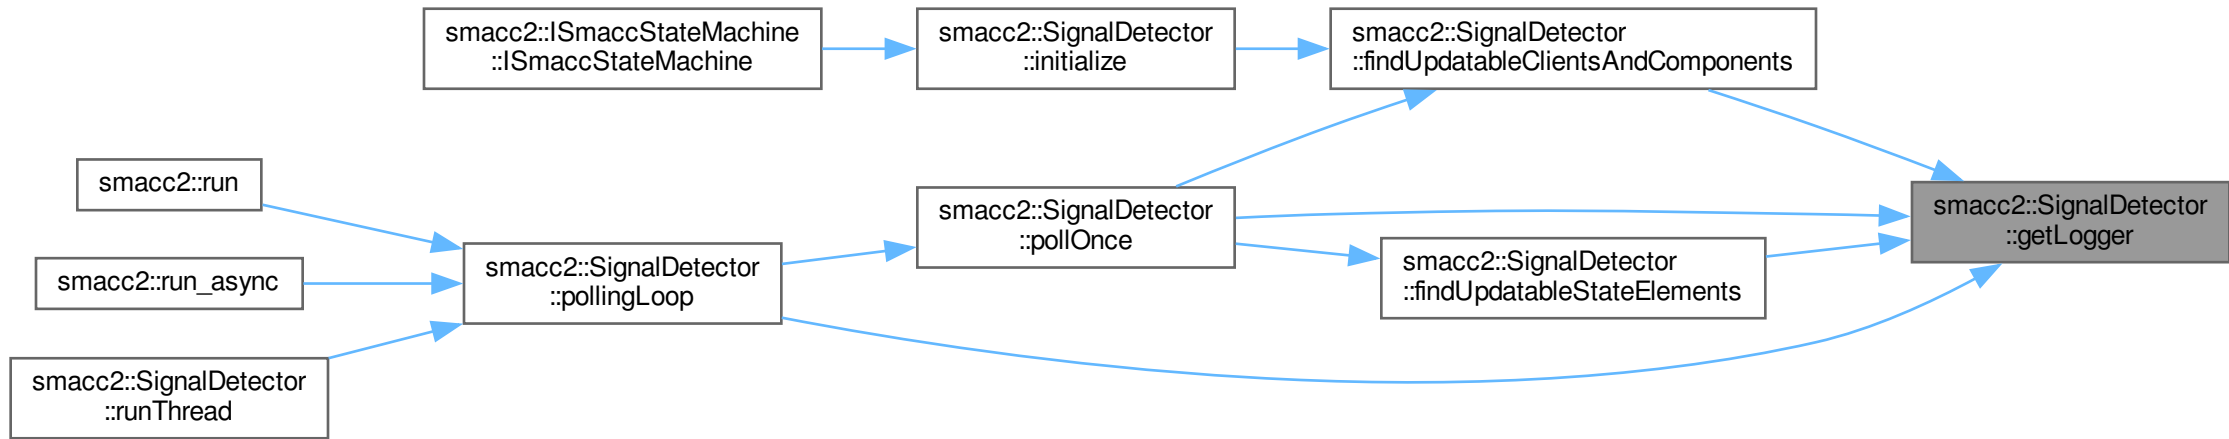 smacc2::ISmaccStateMachine
::ISmaccStateMachine
smacc2::SignalDetector
::initialize
smacc2::SignalDetector
::findUpdatableClientsAndComponents
smacc2::run
smacc2::run_async
smacc2::SignalDetector
::runThread
smacc2::SignalDetector
::pollingLoop
smacc2::SignalDetector
::pollOnce
smacc2::SignalDetector
::findUpdatableStateElements
smacc2::SignalDetector
::getLogger